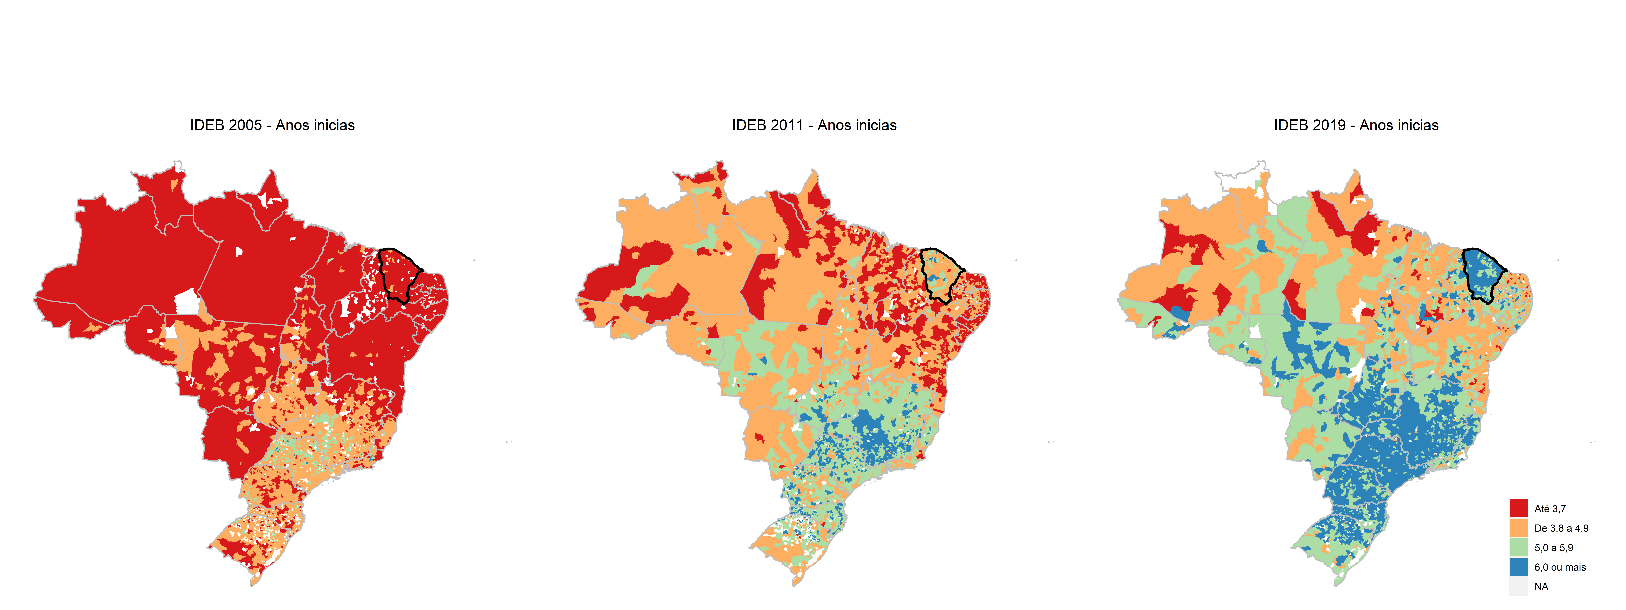 IDEB 2005 - Anos inicias
IDEB 2011 - Anos inicias
IDEB 2019 - Anos inicias
Até 3,7
De 3.8 a 4.9
5,0 a 5,9
6,0 ou mais
NA